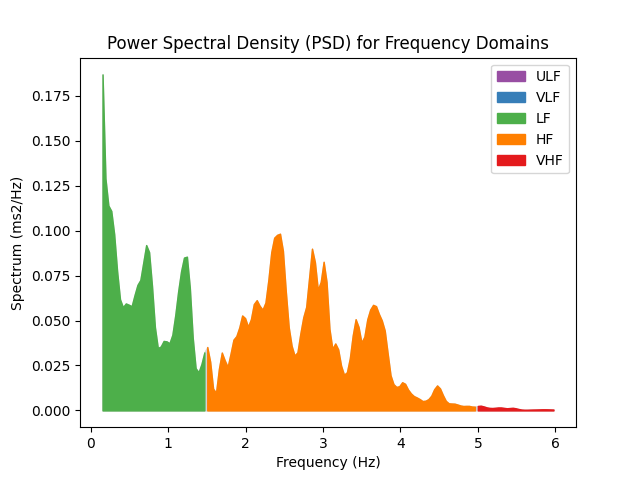 Power Spectral Density (PSD) for Frequency Domains
ULF
VLF
LF
HF
VHF
Spectrum (ms2/Hz)
0.175
0.150
0.125
0.100
0.075
0.050
0.025
0.000
0 1 2 3 4 5 6
Frequency (Hz)